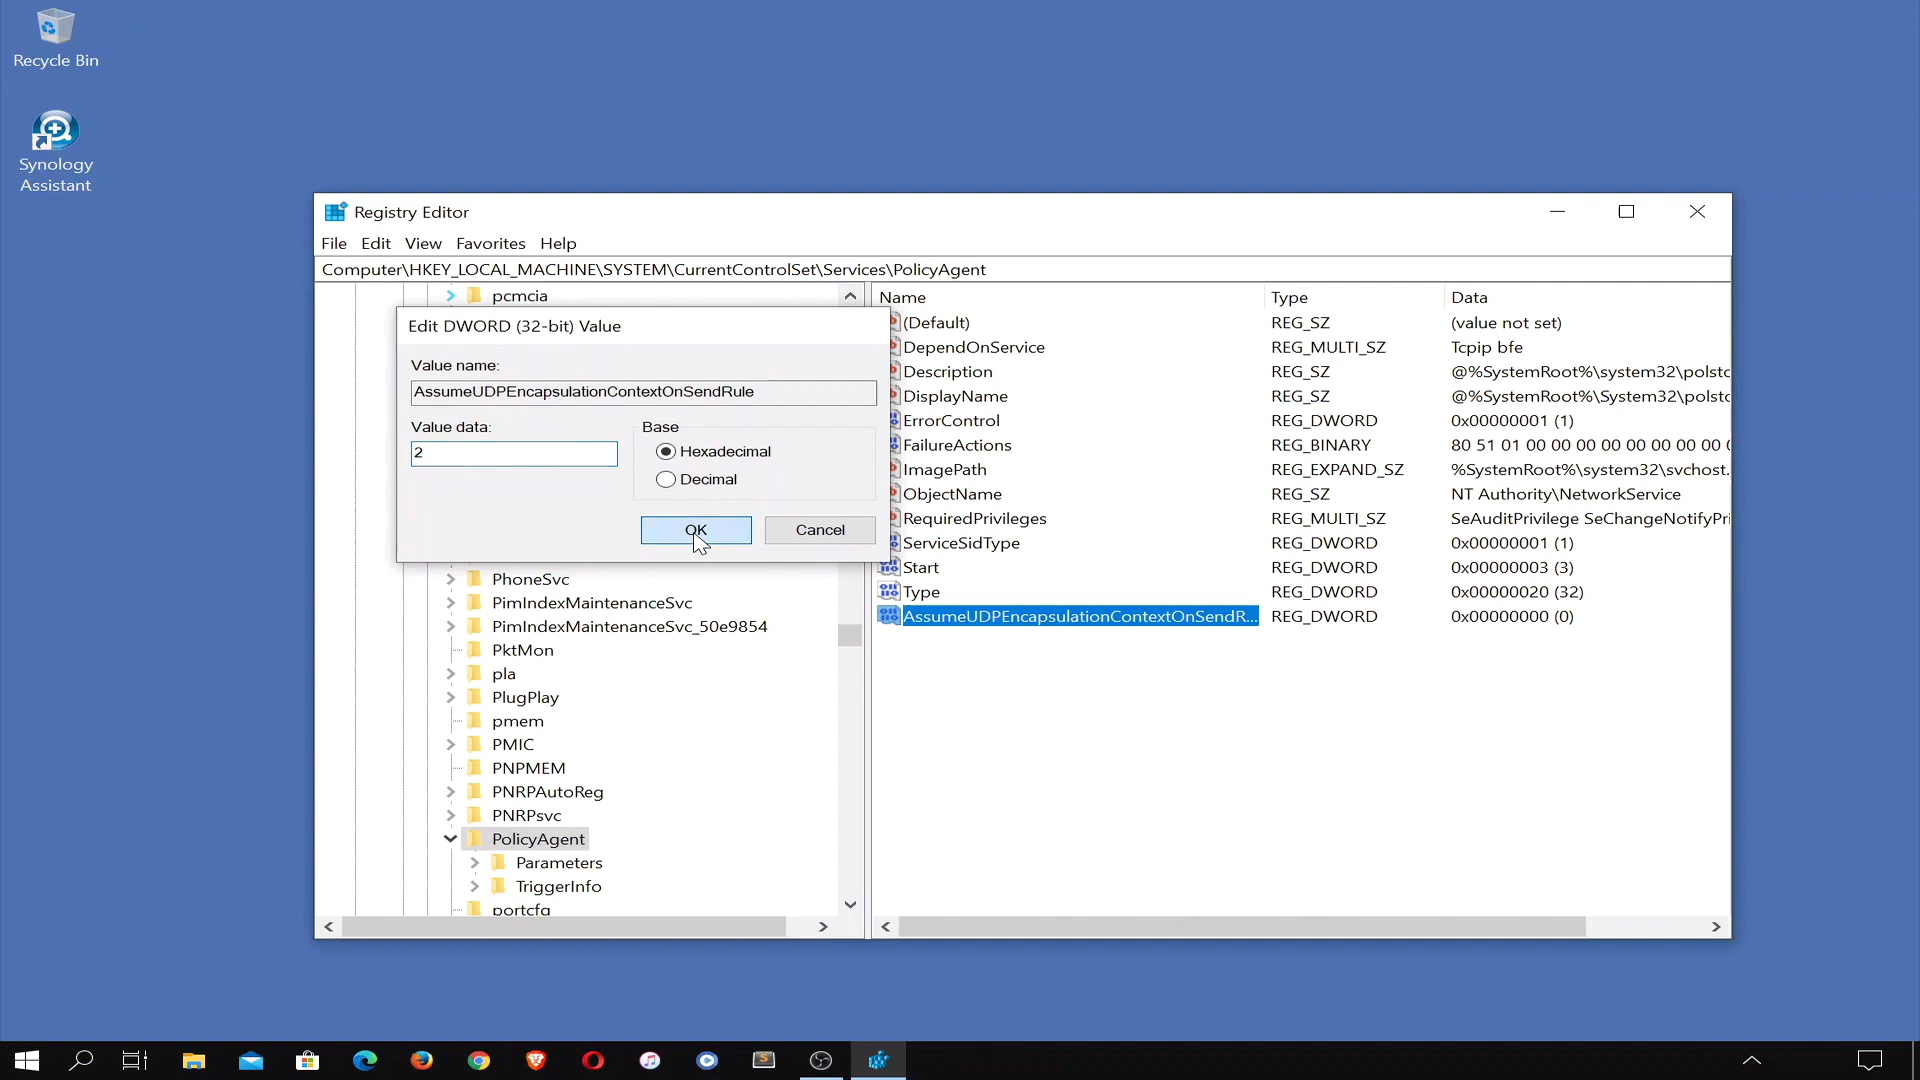 Recycle Bin
Synology
Assistant
Registry Editor
File Edit View Favorites Help
Computer\HKEY_LOCAL_MACHINE\SYSTEM\CurrentControlSet\Services\PolicyAgent
pcmcia
Edit DWORD (32-bit) Value
Value name:
AssumeUDPEncapsulationContextOnSendRule
Value data:
Base
2
Hexadecimal
Decimal
OK
Cancel
PhoneSvc
PimIndexMaintenanceSvc
PimIndexMaintenanceSvc_50e9854
PktMon
pla
PlugPlay
pmem
PMIC
PNPMEM
PNRPAutoReg
PNRPsvc
PolicyAgent
Parameters
TriggerInfo
portcfg
Name Type Data
(Default) REG_SZ (value not set)
DependOnService REG_MULTI_SZ Tcpip bfe
Description REG_SZ @%SystemRoot%\system32\polstc
DisplayName REG_SZ @%SystemRoot%\system32\polstc
ErrorControl REG_DWORD 0x00000001 (1)
FailureActions REG_BINARY 80 51 01 00 00 00 00 00 00 00 0
ImagePath REG_EXPAND_SZ %SystemRoot%\system32\svchost.
ObjectName REG_SZ NT Authority\NetworkService
RequiredPrivileges REG_MULTI_SZ SeAuditPrivilege SeChangeNotifyPri
ServiceSidType REG_DWORD 0x00000001 (1)
Start REG_DWORD 0x00000003 (3)
Type REG_DWORD 0x00000020 (32)
AssumeUDPEncapsulationContextOnSendR... REG_DWORD 0x00000000 (0)